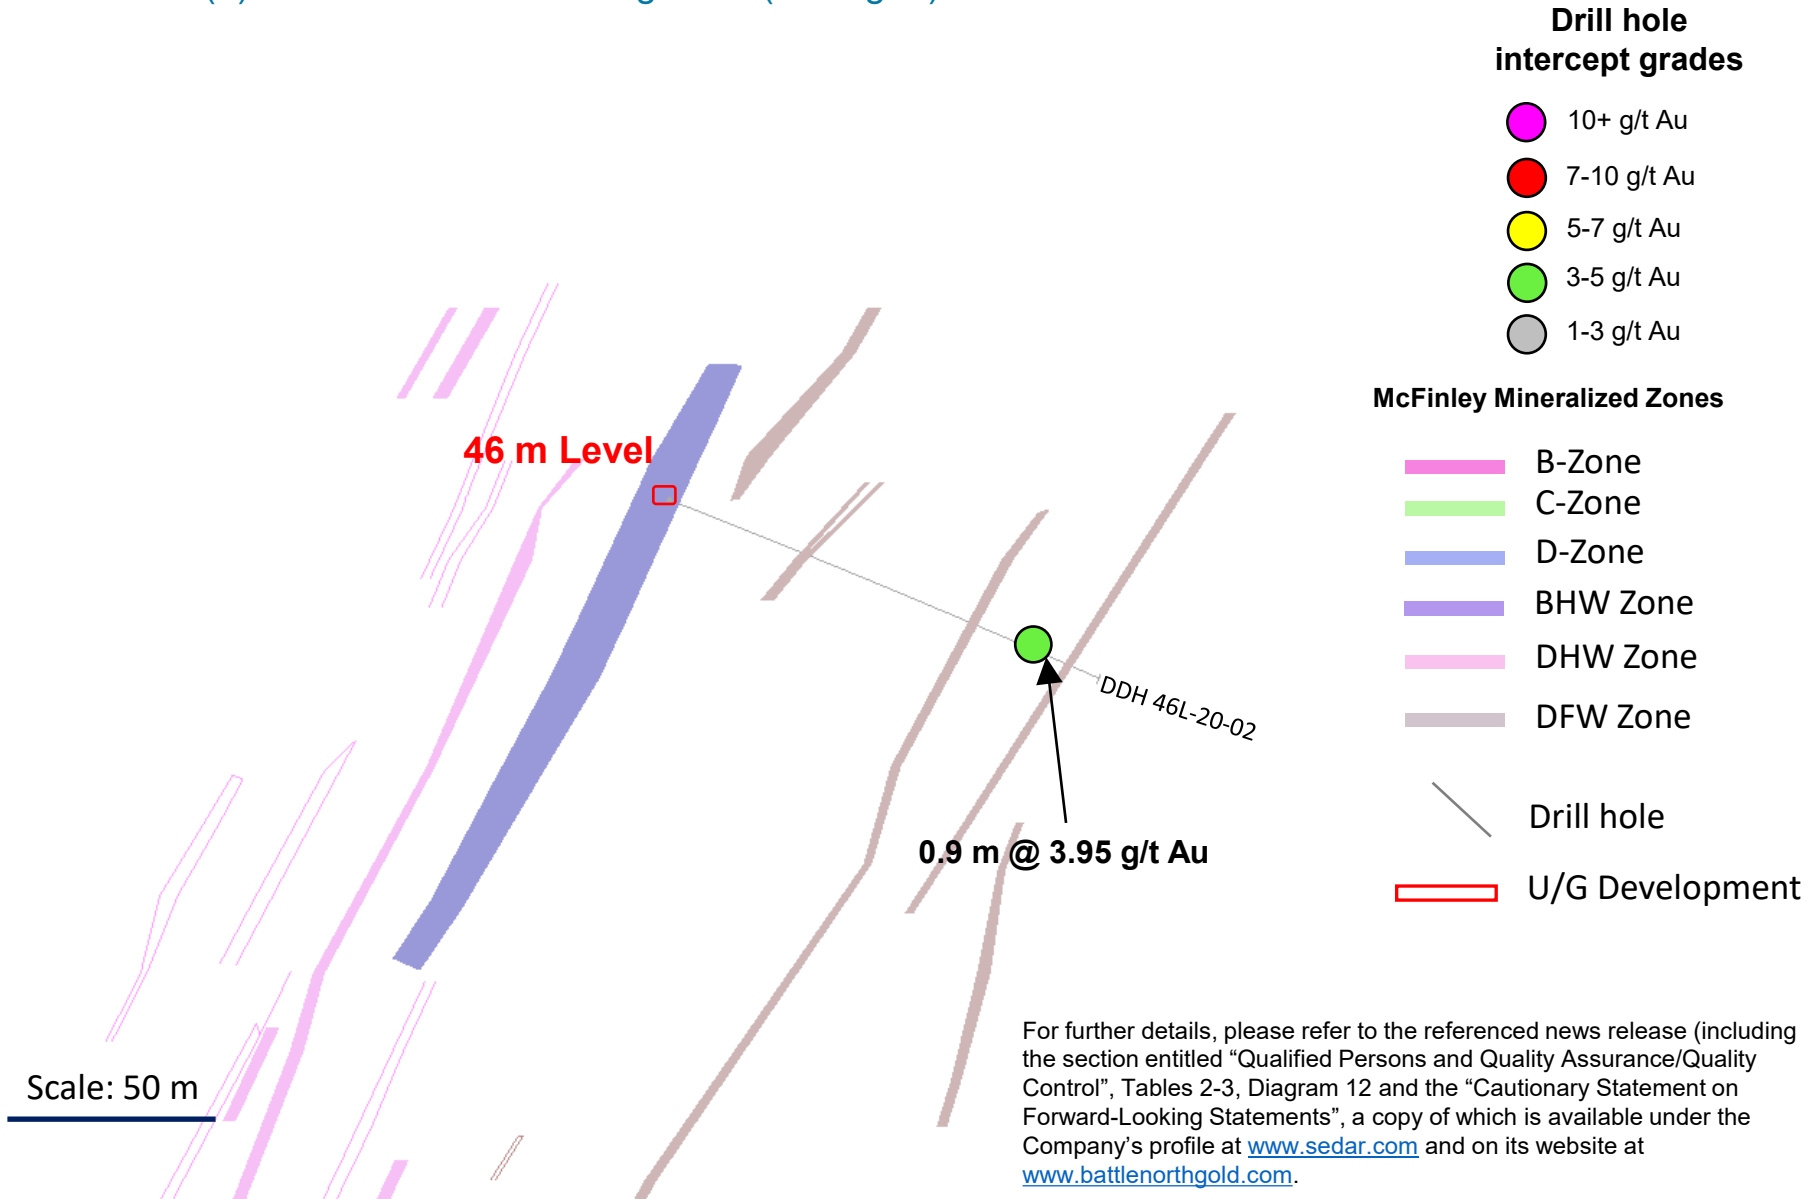 Drill hole
intercept grades
10+ g/t Au
7-10 g/t Au
5-7 g/t Au
3-5 g/t Au
1-3 g/t Au
McFinley Mineralized Zones
B-Zone
C-Zone
D-Zone
BHW Zone
DHW Zone
DFW Zone
Drill hole
U/G Development
46 m Level
DDH 46L-20-02
0.9 m @ 3.95 g/t Au
Scale: 50 m
For further details, please refer to the referenced news release (including
the section entitled “Qualified Persons and Quality Assurance/Quality
Control”, Tables 2-3, Diagram 12 and the “Cautionary Statement on
Forward-Looking Statements”, a copy of which is available under the
Company’s profile at www.sedar.com and on its website at
www.battlenorthgold.com.